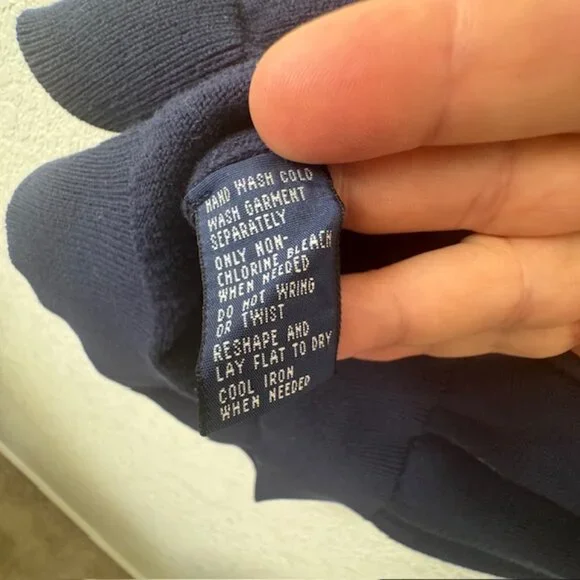 HAND WASH COLD
WASH GARMENT
SEPARATELY
ONLY NON-
CHLORINE BLEACH
WHEN NEEDED
DO NOT WRING
OR TWIST
RESHAPE AND
LAY FLAT TO DRY
COOL IRON
WHEN NEEDED